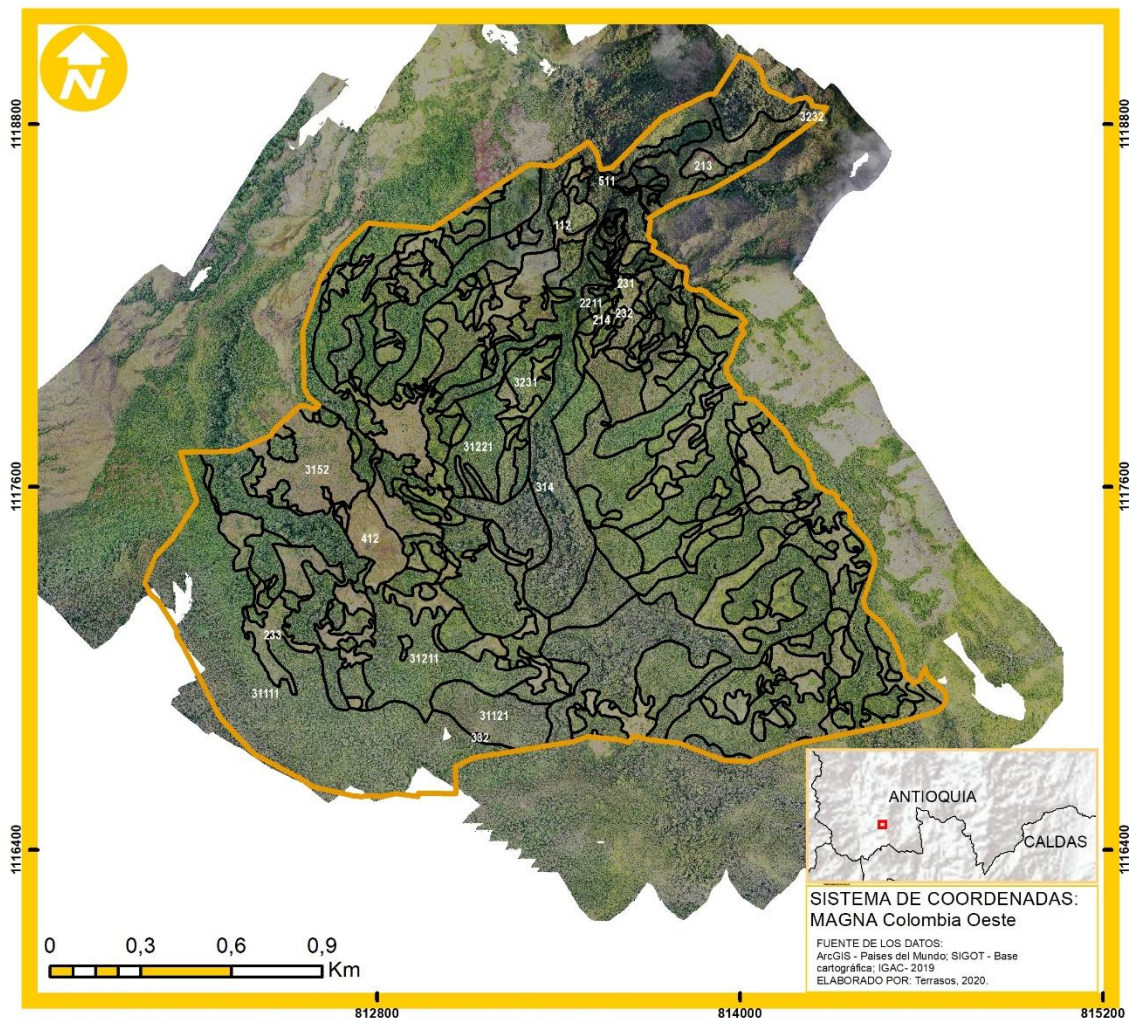 N
1118800
1118800
3232
213
511
112
231
2211
232
214
3231
31221
3152
314
1117600
1117600
412
233
31211
31111
31121
332
ANTIOQUIA
CALDAS
1116400
1116400
SISTEMA DE COORDENADAS:
MAGNA Colombia Oeste
FUENTE DE LOS DATOS:
ArcGIS - Paises del Mundo; SIGOT - Base
cartográfica; IGAC- 2019
ELABORADO POR: Terrasos, 2020.
0 0,3 0,6 0,9
Km
812800 814000 815200